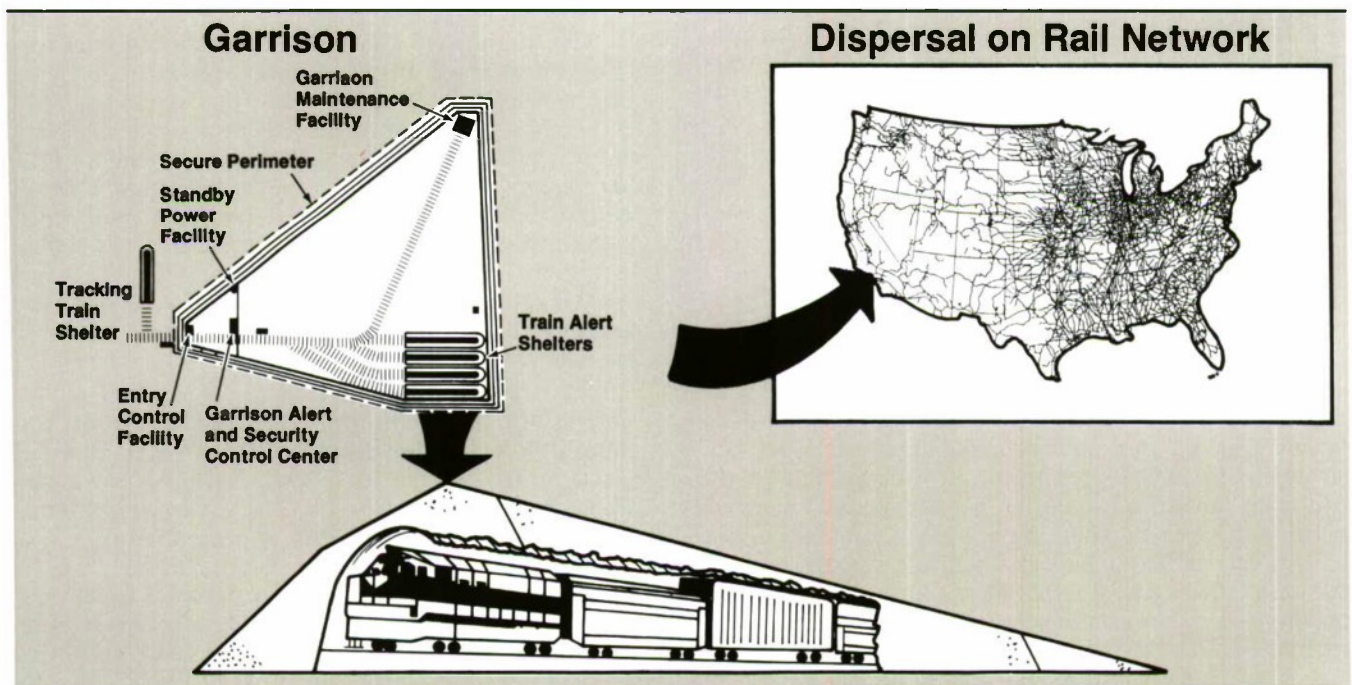 Garrison
Dispersal on Rail Network
Garrlaon
Maintenance
Facility
Secure Perimeter
Standby
Power
Facility
Tracking
Train
Shelter
Train Alert
Shelters
Entry
Control
Facility
Garrison Alert
and Security
Control Center